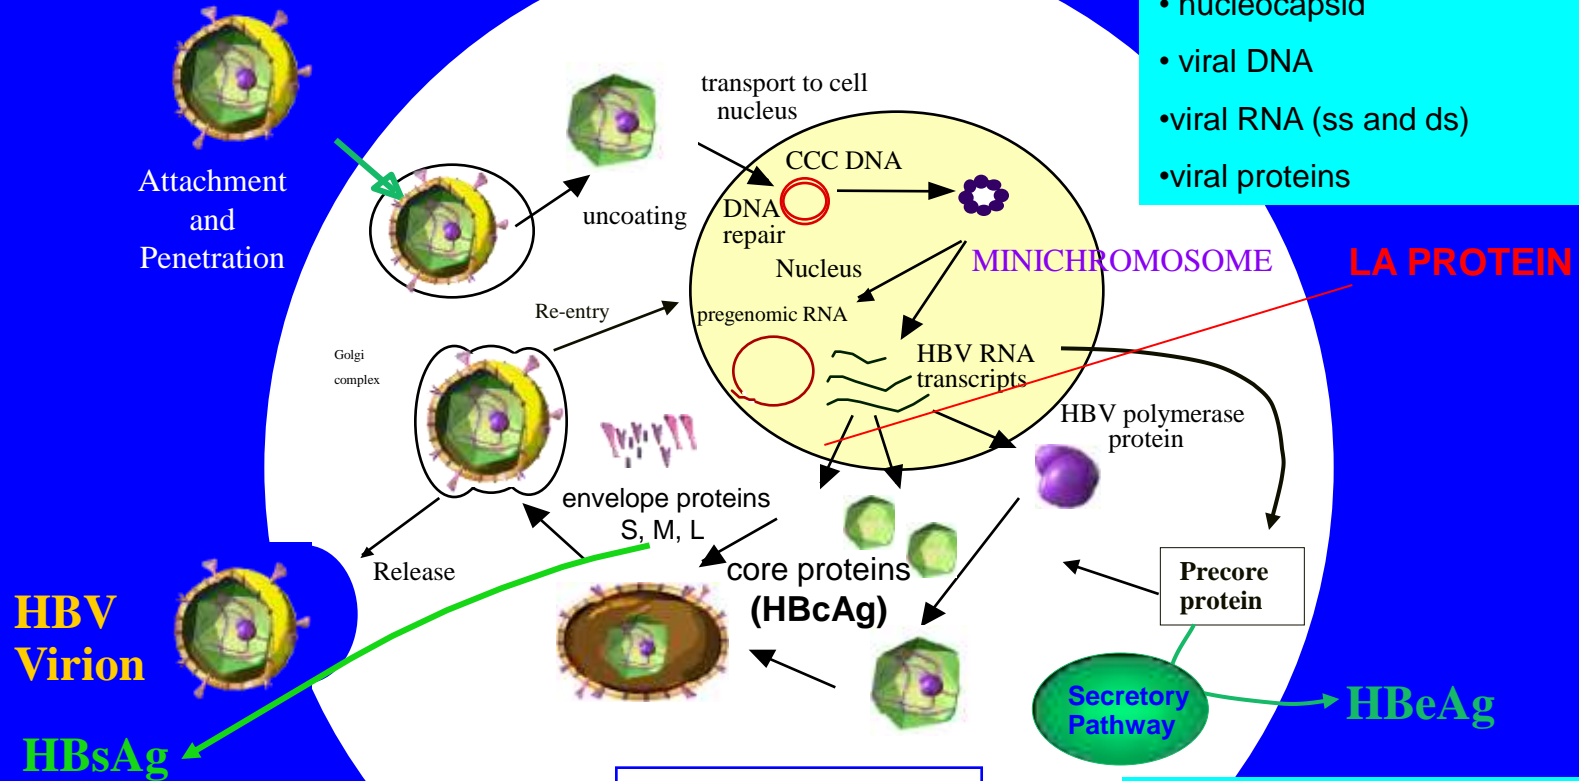 • nucleocapsid
• viral DNA
•viral RNA (ss and ds)
•viral proteins
Attachment
and
Penetration
uncoating
transport to cell
nucleus
CCC DNA
DNA
repair
Nucleus
MINICHROMOSOME
LA PROTEIN
Re-entry
pregenomic RNA
HBV RNA
transcripts
Golgi
complex
HBV polymerase
protein
envelope proteins
S, M, L
core proteins
(HBcAg)
Release
Precore
protein
HBV
Virion
Secretory
Pathway
HBeAg
HBsAg